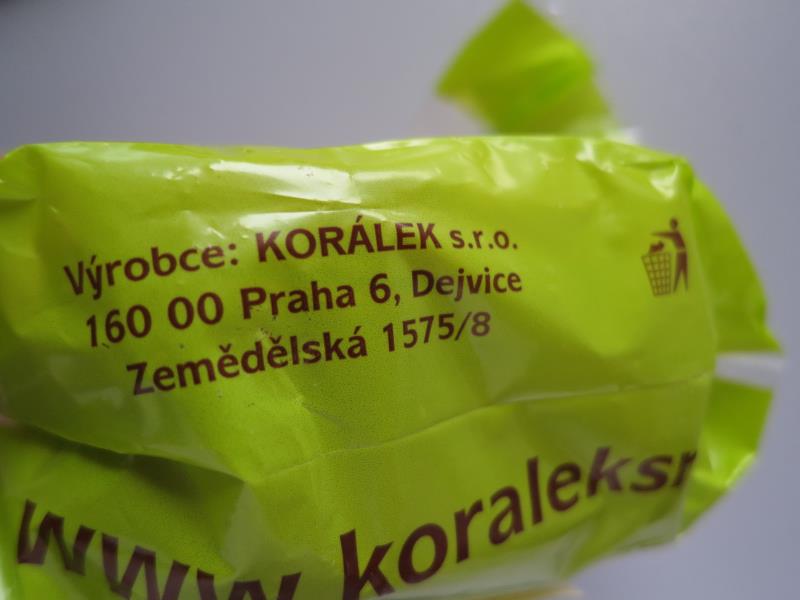 Výrobce: KORÁLEK s.r.o.
160 00 Praha 6, Dejvice
Zemědělská 1575/8
www.koraleksr